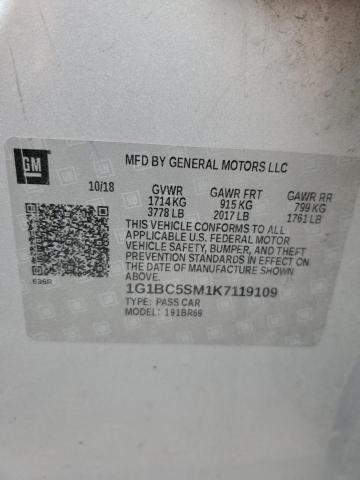 GM
MFD BY GENERAL MOTORS LLC
10/18 GVWR GAWR FRT GAWR RR
1714 KG 915 KG 799 KG
3778 LB 2017 LB 1761 LB
THIS VEHICLE CONFORMS TO ALL
APPLICABLE U.S. FEDERAL MOTOR
VEHICLE SAFETY, BUMPER, AND THEFT
PREVENTION STANDARDS IN EFFECT ON
THE DATE OF MANUFACTURE SHOWN ABOVE.
636R 1G1BC5SM1K7119109
TYPE: PASS CAR
MODEL: 191BR69